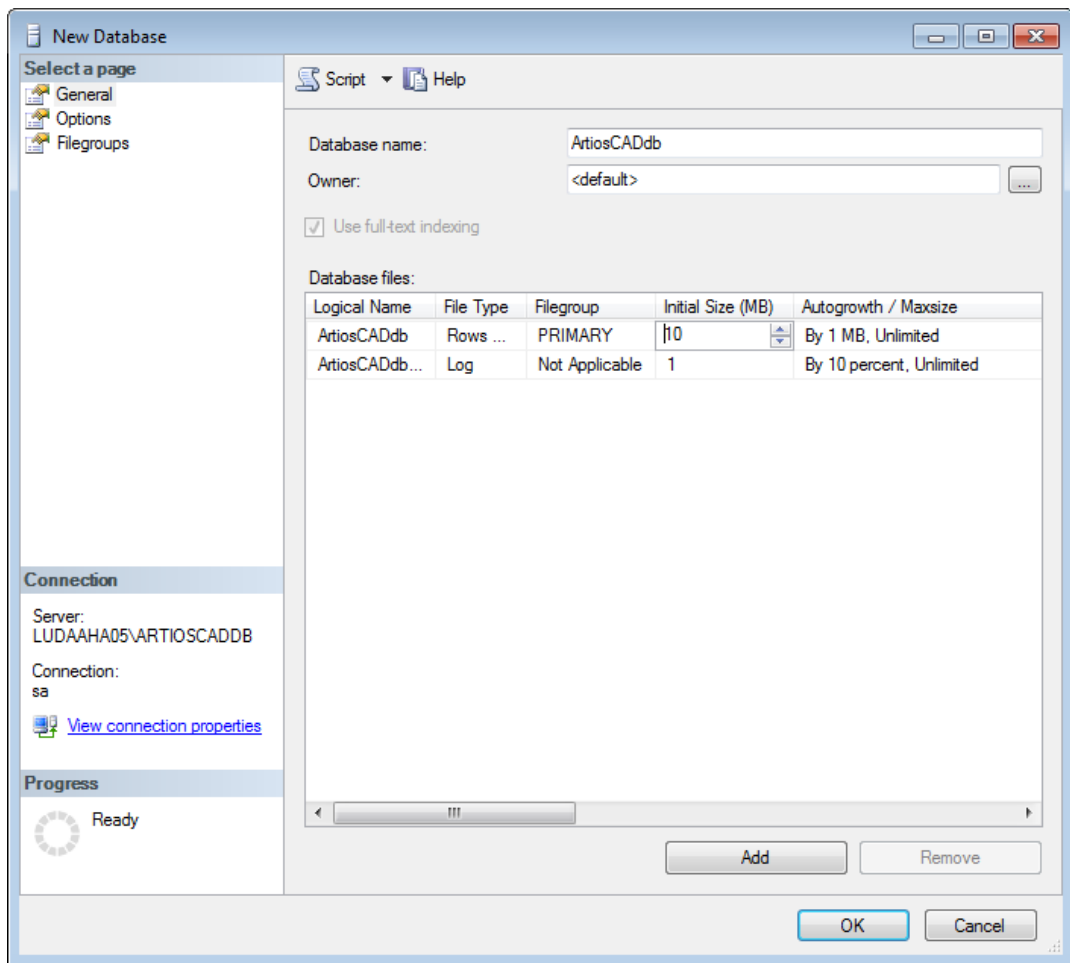 New Database
Select a page
General
Options
Filegroups
Script Help
Database name: ArtiosCADdb
Owner: <default> ...
Use full-text indexing
Database files:
Logical Name File Type Filegroup Initial Size (MB) Autogrowth / Maxsize
ArtiosCADdb Rows ... PRIMARY 10 By 1 MB, Unlimited
ArtiosCADdb... Log Not Applicable 1 By 10 percent, Unlimited
Connection
Server:
LUDAAHA05\ARTIOSCADDB
Connection:
sa
View connection properties
Progress
Ready
Add Remove
OK Cancel